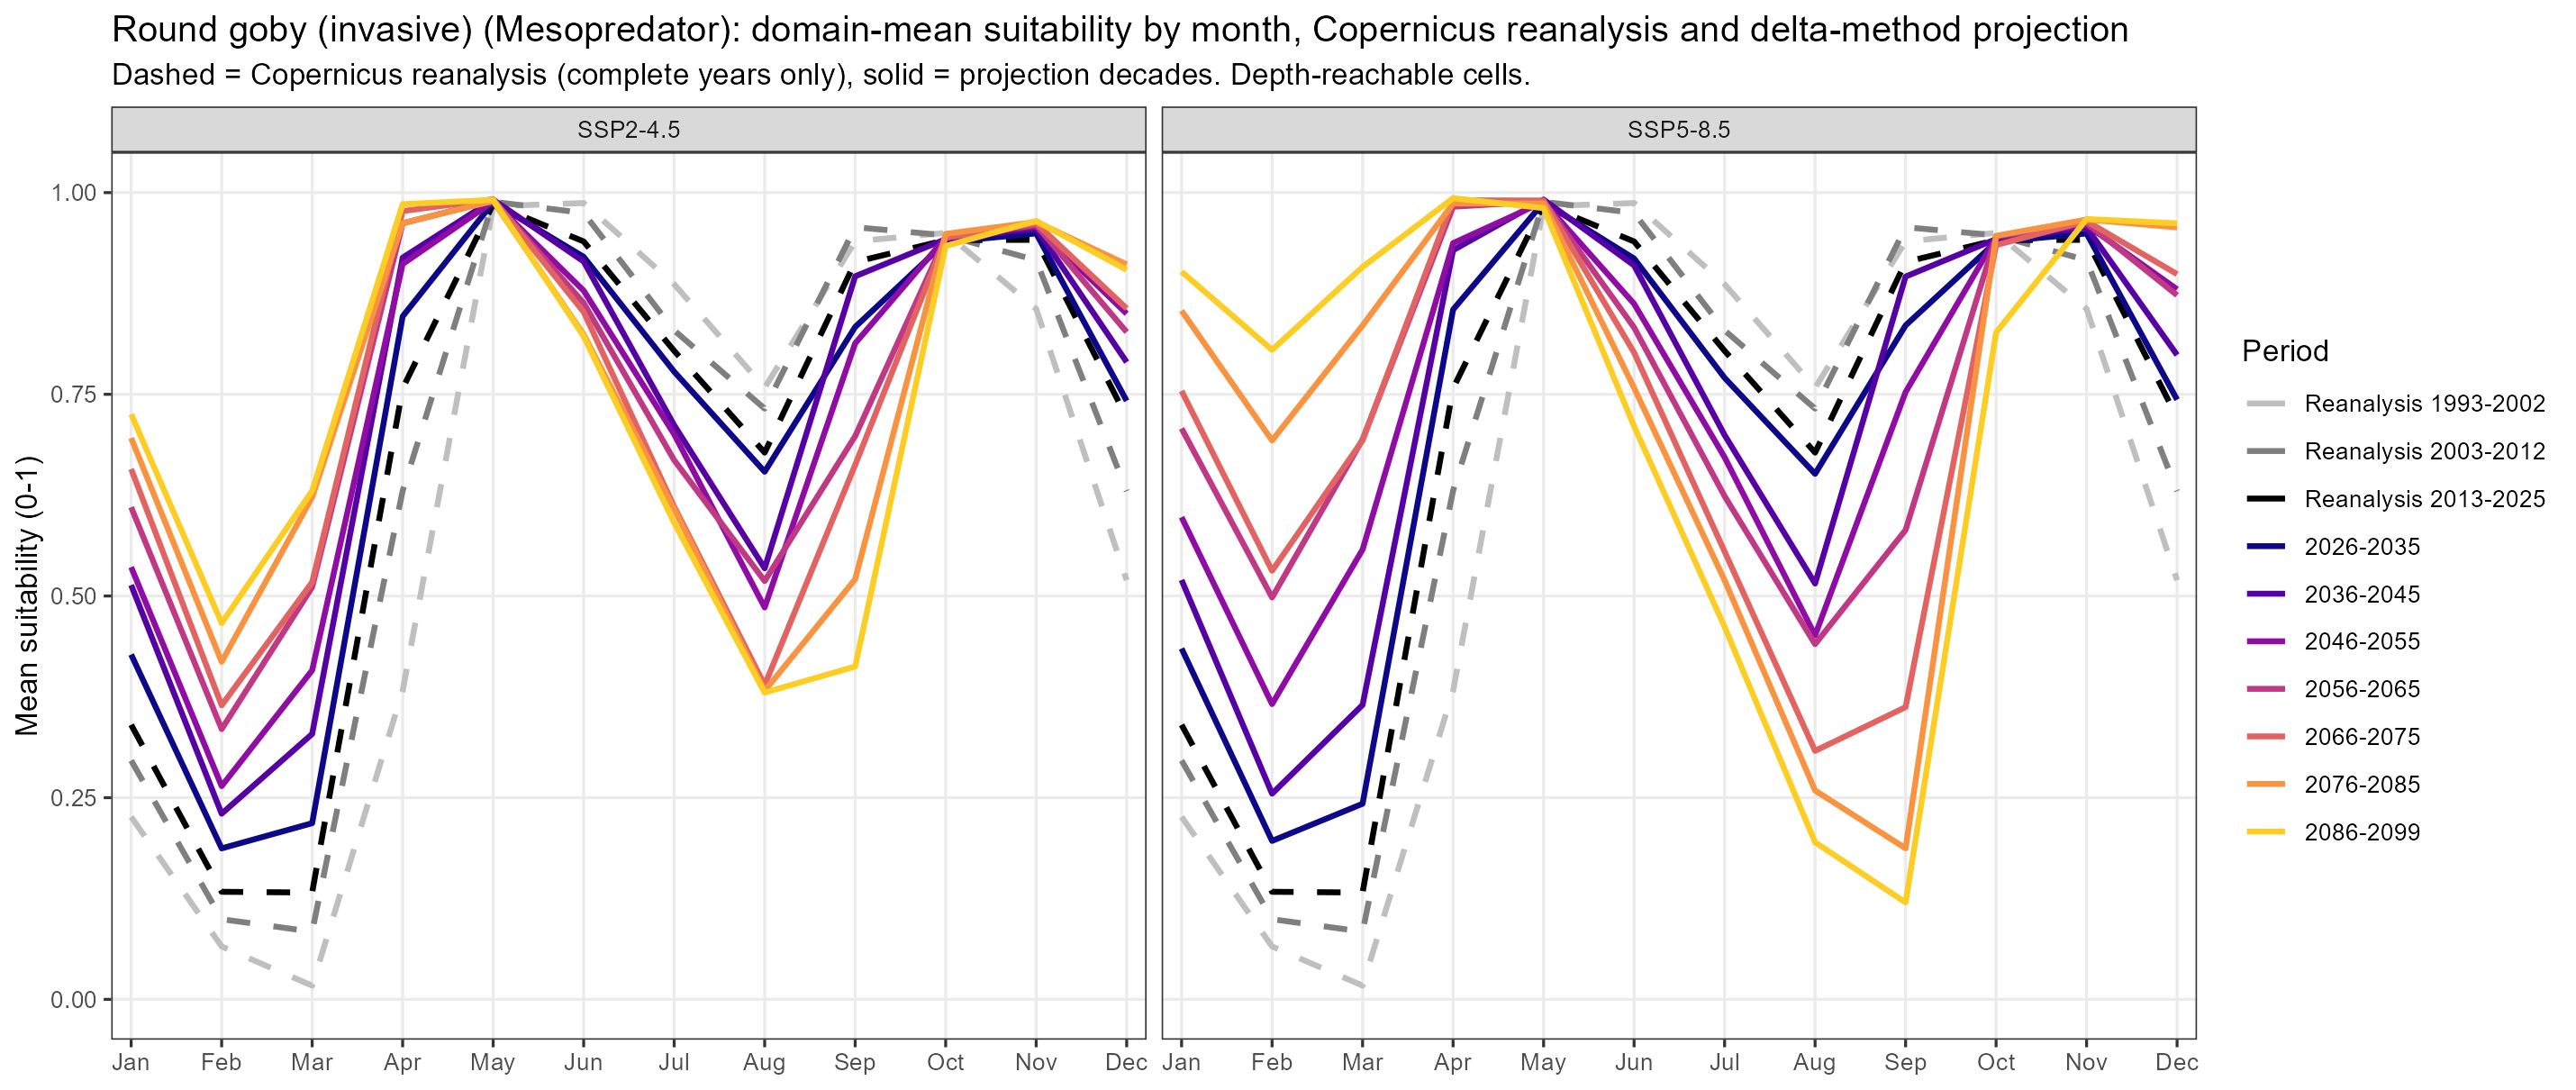 Round goby (invasive) (Mesopredator): domain-mean suitability by month, Copernicus reanalysis and delta-method projection
Dashed = Copernicus reanalysis (complete years only), solid = projection decades. Depth-reachable cells.
SSP2-4.5
SSP5-8.5
Mean suitability (0-1)
1.00
0.75
0.50
0.25
0.00
Jan Feb Mar Apr May Jun Jul Aug Sep Oct Nov Dec
Jan Feb Mar Apr May Jun Jul Aug Sep Oct Nov Dec
Period
Reanalysis 1993-2002
Reanalysis 2003-2012
Reanalysis 2013-2025
2026-2035
2036-2045
2046-2055
2056-2065
2066-2075
2076-2085
2086-2099